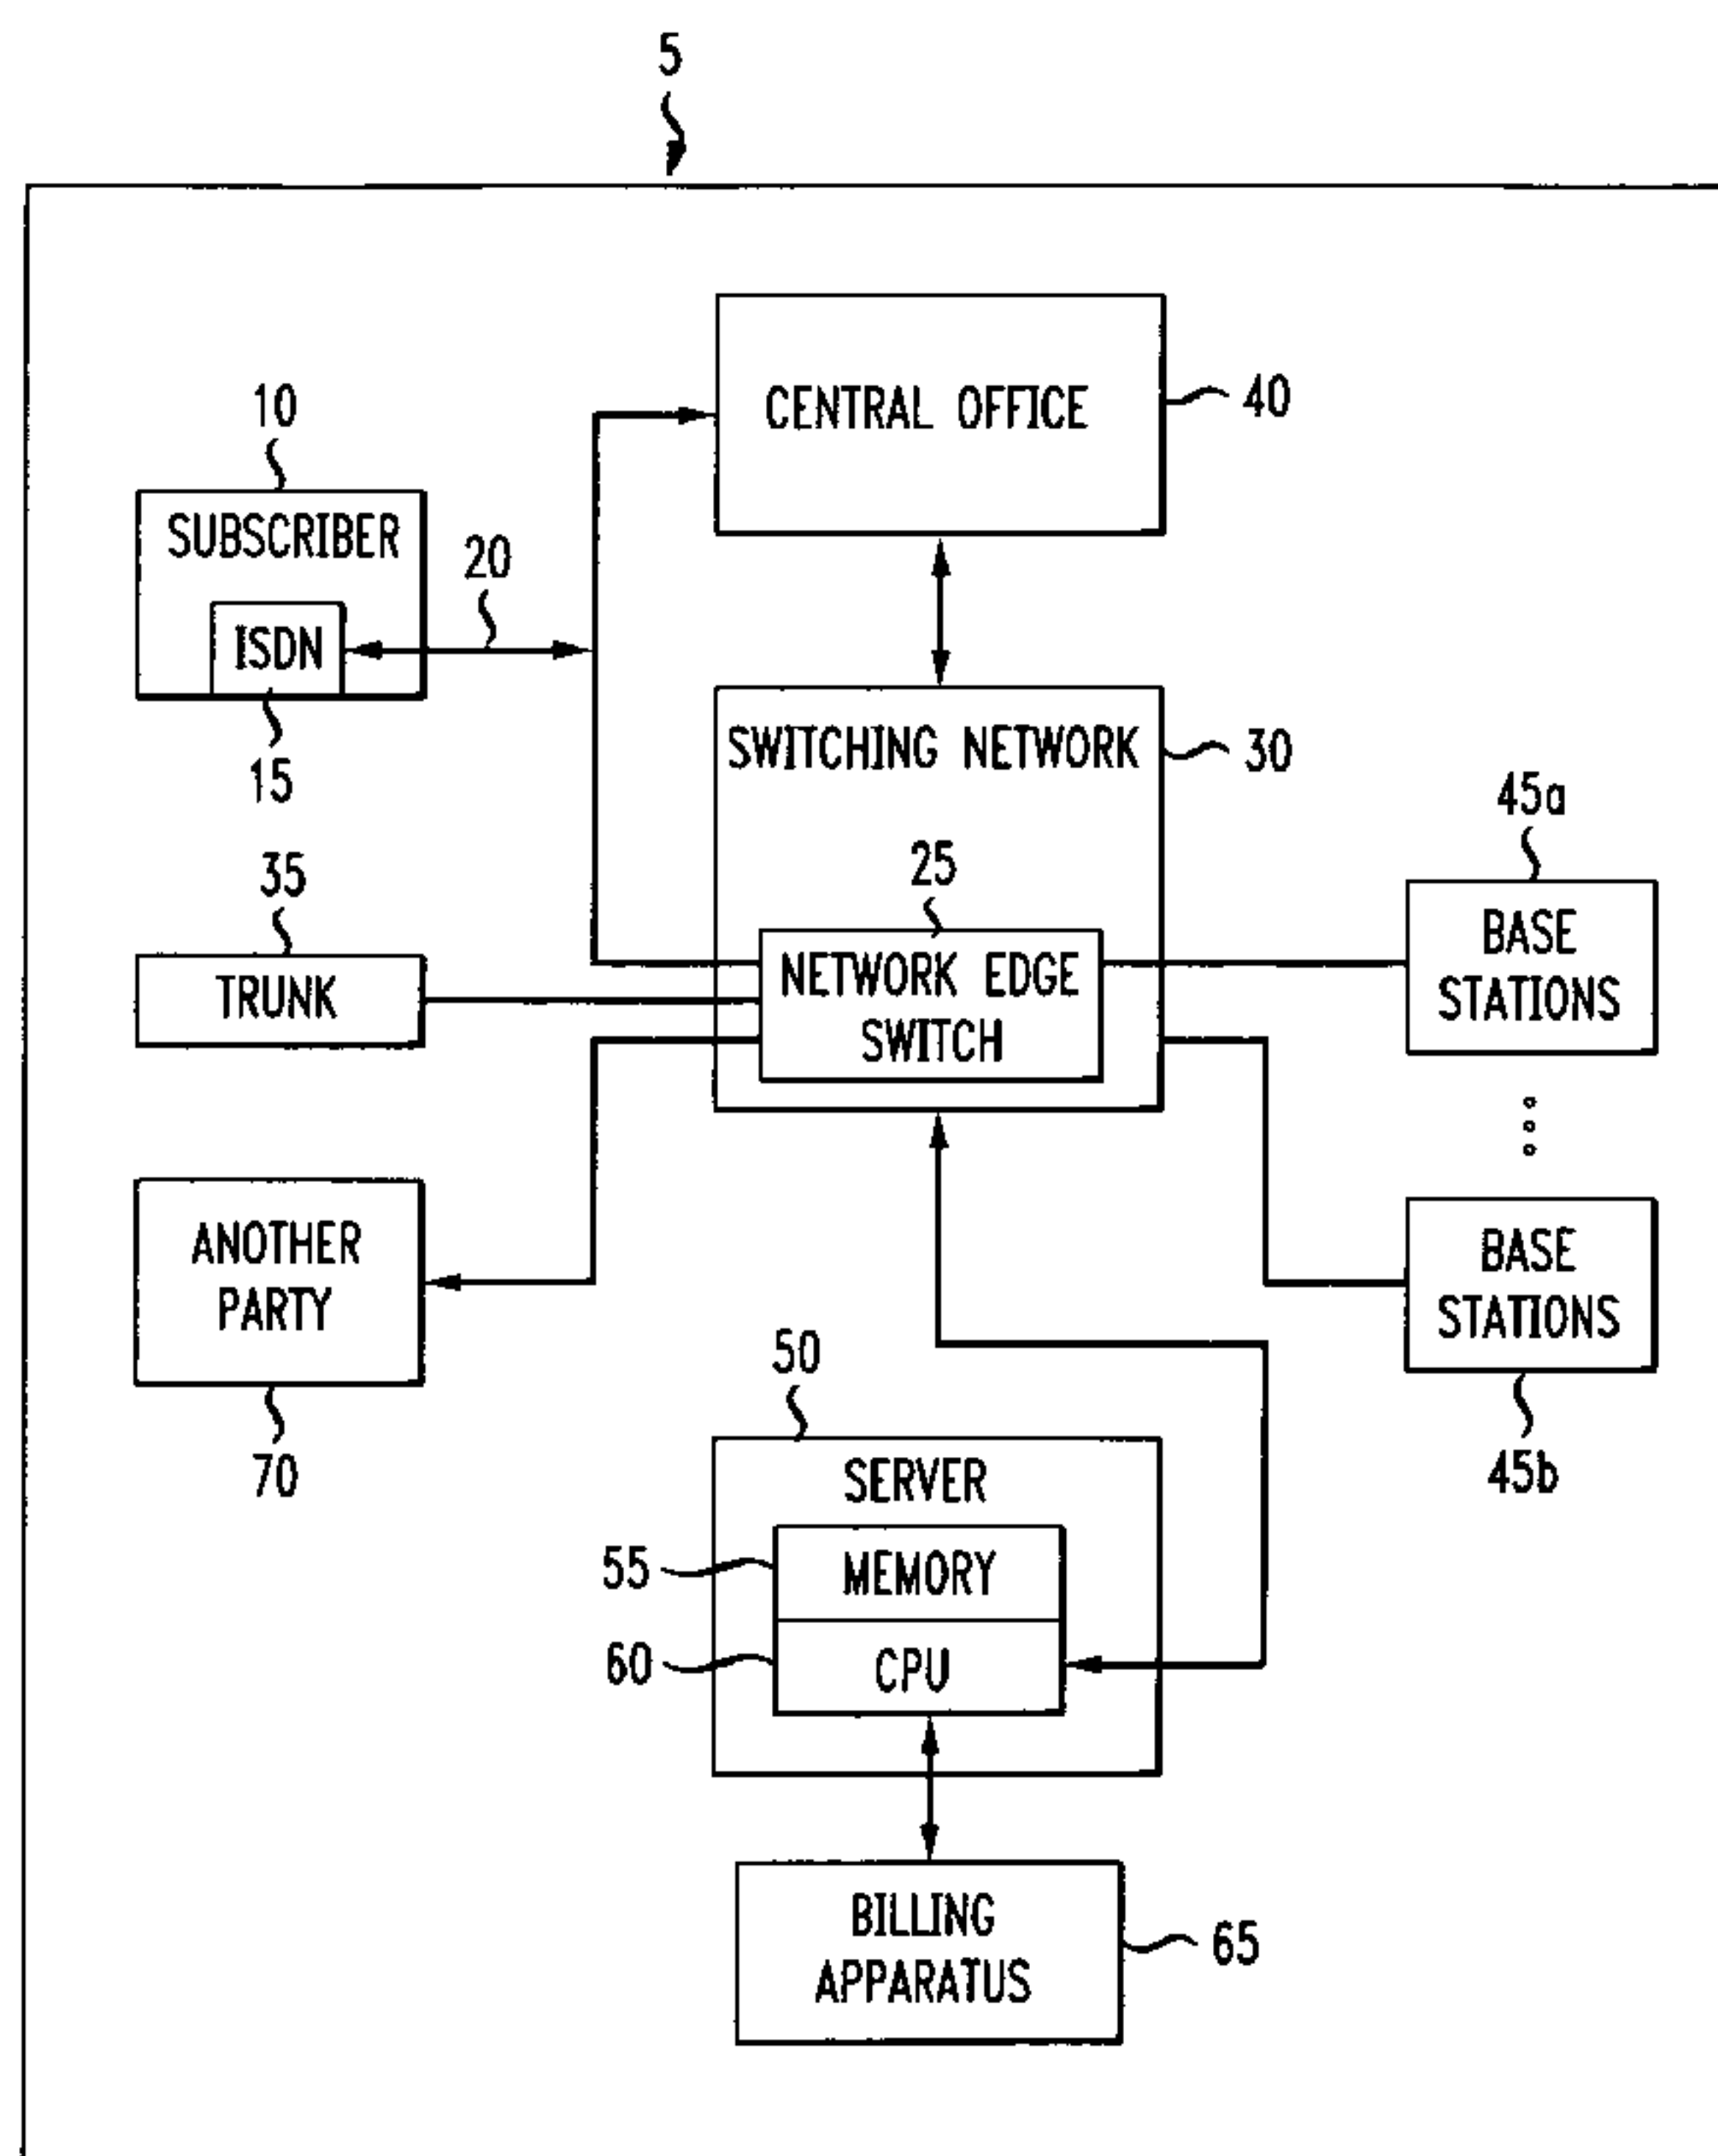 5
CENTRAL OFFICE
40
10
SUBSCRIBER
20
ISDN
15
SWITCHING NETWORK
30
45a
25
35
BASE
STATIONS
NETWORK EDGE
SWITCH
TRUNK
ANOTHER
PARTY
70
BASE
STATIONS
45b
50
SERVER
55
MEMORY
60
CPU
BILLING
APPARATUS
65